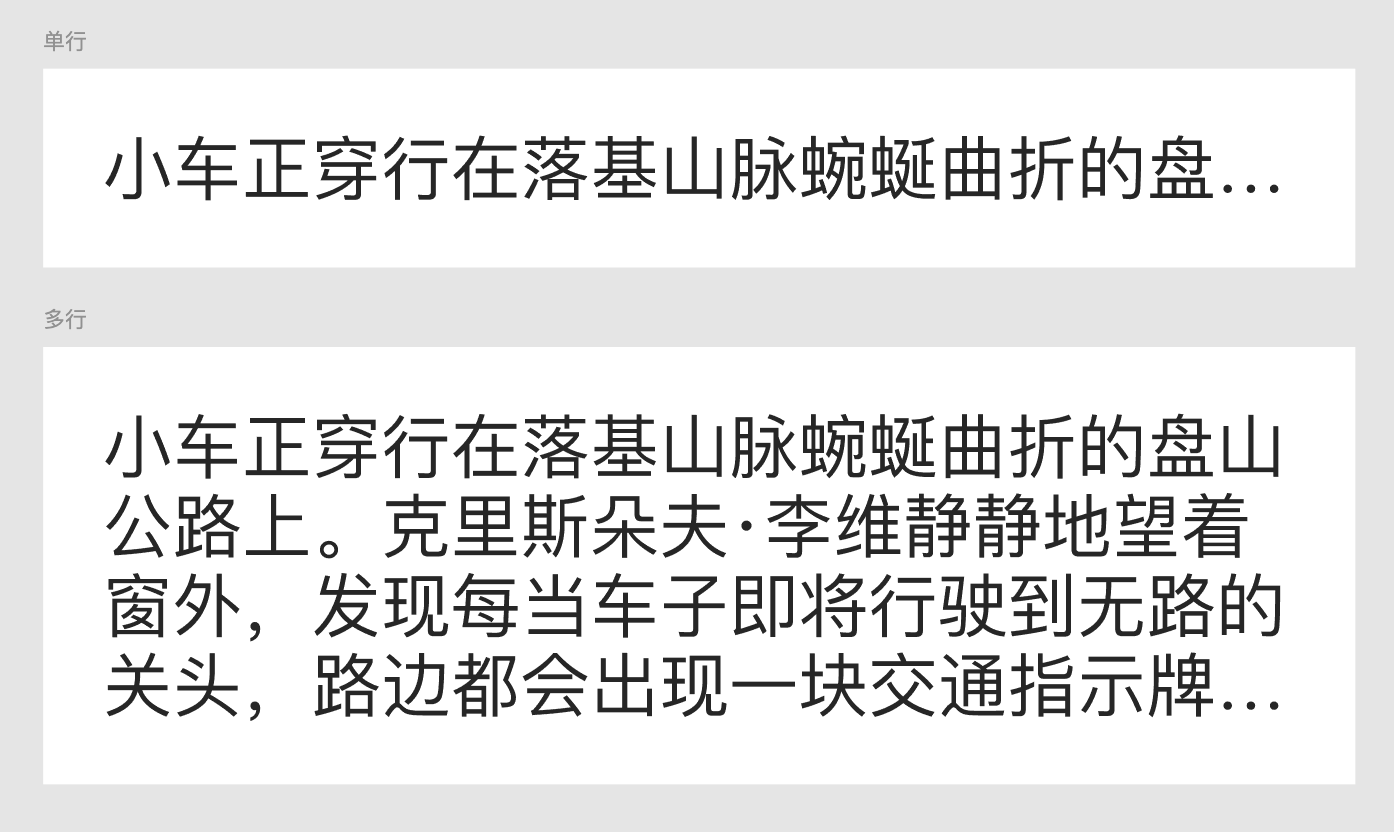 单行
小车正穿行在落基山脉蜿蜒曲折的盘…
多行
小车正穿行在落基山脉蜿蜒曲折的盘山
公路上。克里斯朵夫·李维静静地望着
窗外，发现每当车子即将行驶到无路的
关头，路边都会出现一块交通指示牌…